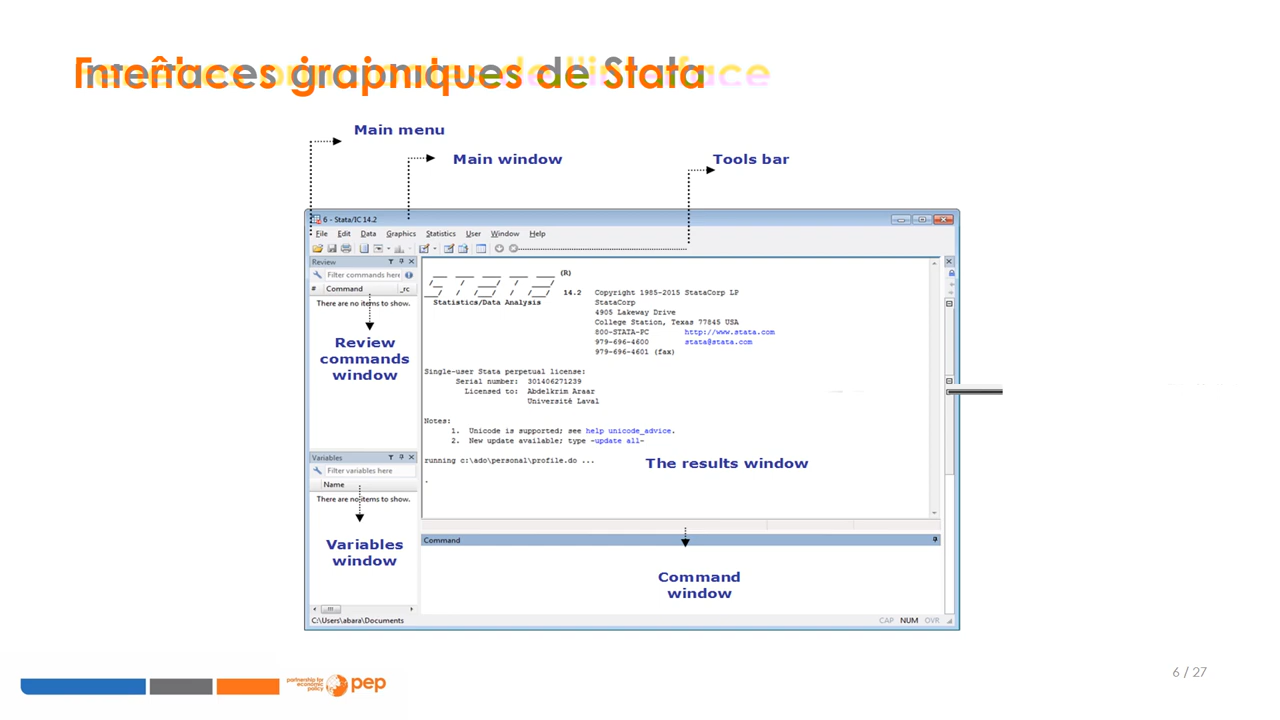 Interfaces graphiques de Stata
Main menu
Main window
Tools bar
6 - Stata/IC 14.2
File Edit Data Graphics Statistics User Window Help
Review
Filter commands here
# Command _rc
There are no items to show.
Review
commands
window
(R)
14.2 Copyright 1985-2015 StataCorp LP
Statistics/Data Analysis StataCorp
4905 Lakeway Drive
College Station, Texas 77845 USA
800-STATA-PC http://www.stata.com
979-696-4600 stata@stata.com
979-696-4601 (fax)
Single-user Stata perpetual license:
Serial number: 301406271239
Licensed to: Abdelkrim Araar
Université Laval
Notes:
1. Unicode is supported; see help unicode_advice.
2. New update available; type -update all-
running c:\ado\personal\profile.do ...
.
The results window
Variables
Filter variables here
Name
There are no items to show.
Variables
window
Command
Command
window
C:\Users\abara\Documents
CAP NUM OVR
partnership for
economic
policy
pep
6 / 27